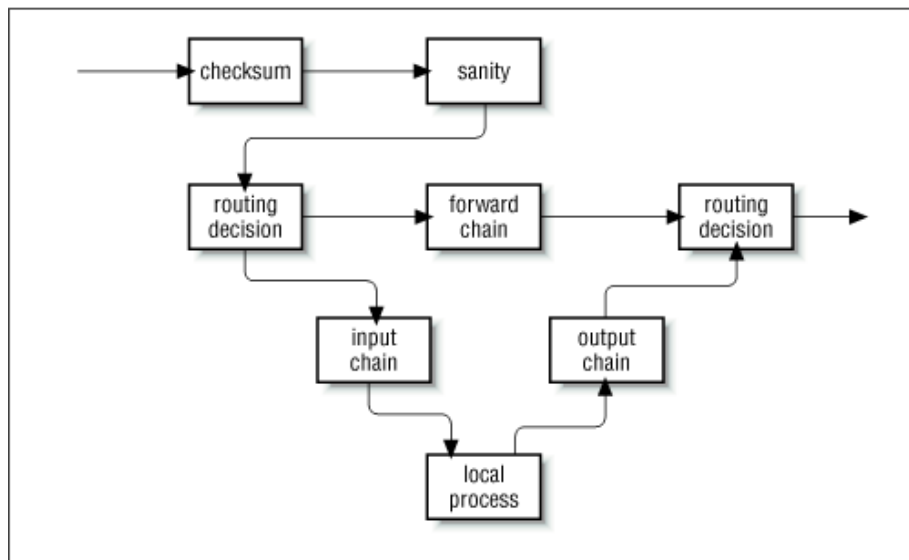 checksum
sanity
routing
decision
forward
chain
routing
decision
input
chain
output
chain
local
process